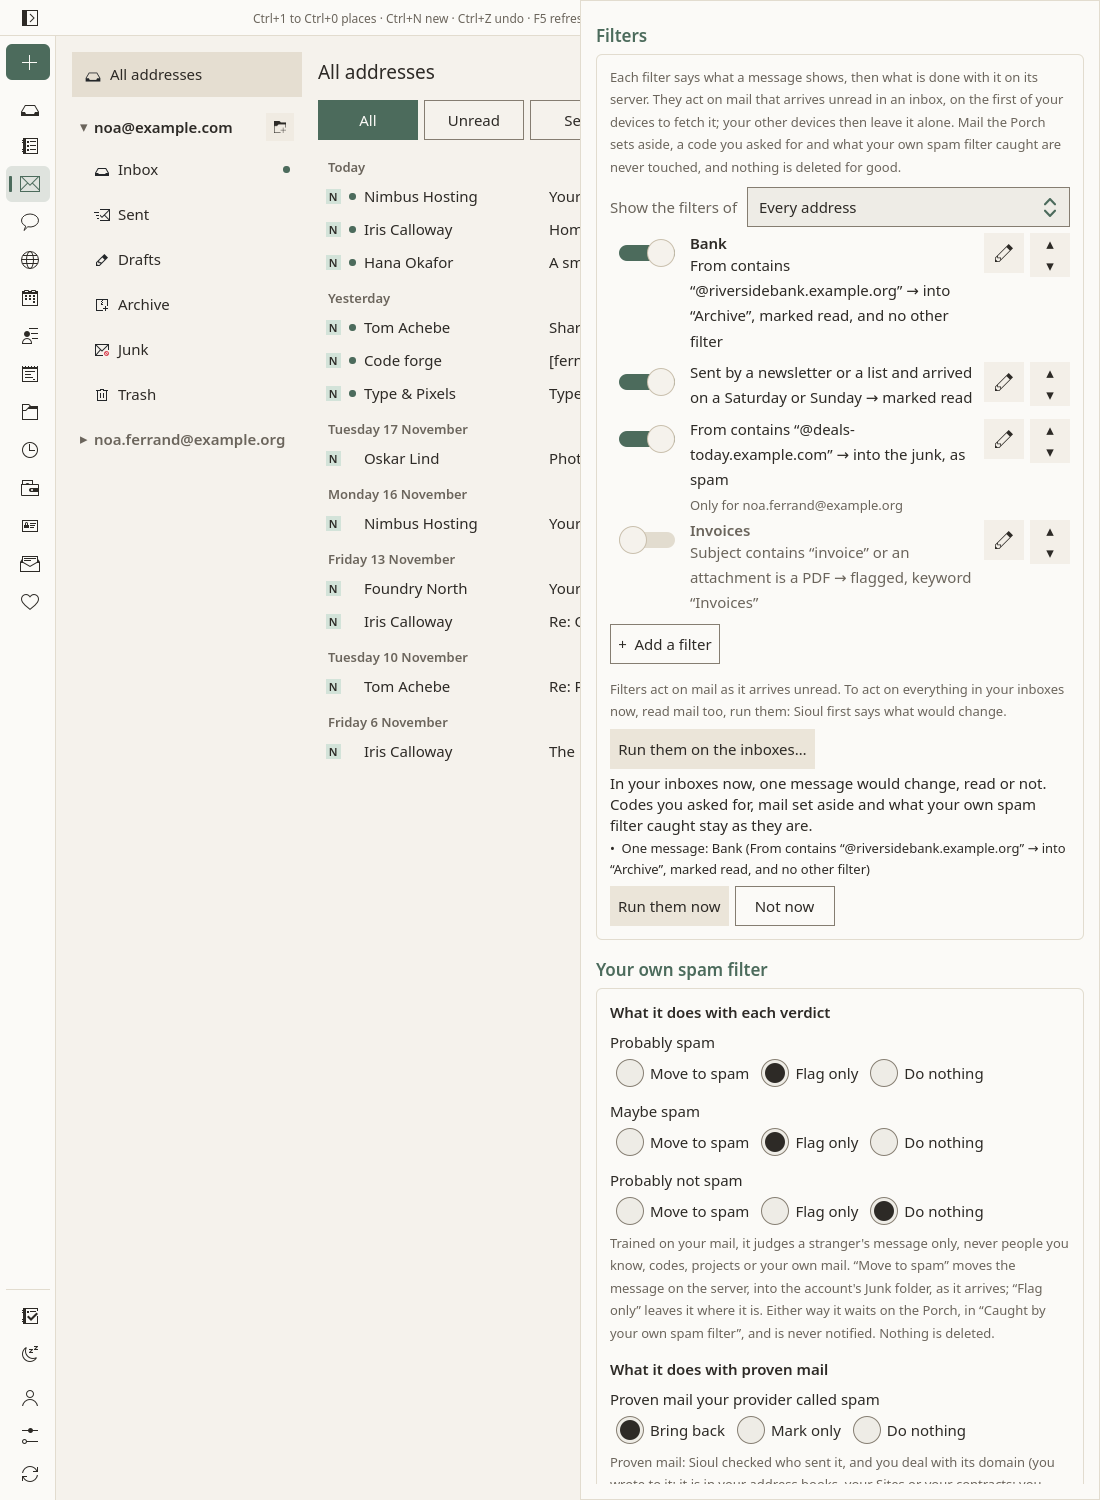 Ctrl+1 to Ctrl+0 places · Ctrl+N new · Ctrl+Z undo · F5 refres
All addresses
noa@example.com
Inbox
Sent
Drafts
Archive
Junk
Trash
noa.ferrand@example.org
All addresses
All
Unread
Se
Today
N Nimbus Hosting Your
N Iris Calloway Hom
N Hana Okafor A sm
Yesterday
N Tom Achebe Shar
N Code forge [fern
N Type & Pixels Type
Tuesday 17 November
N Oskar Lind Phot
Monday 16 November
N Nimbus Hosting Your
Friday 13 November
N Foundry North Your
N Iris Calloway Re: C
Tuesday 10 November
N Tom Achebe Re: F
Friday 6 November
N Iris Calloway The
Filters
Each filter says what a message shows, then what is done with it on its
server. They act on mail that arrives unread in an inbox, on the first of your
devices to fetch it; your other devices then leave it alone. Mail the Porch
sets aside, a code you asked for and what your own spam filter caught are
never touched, and nothing is deleted for good.
Show the filters of Every address
Bank
From contains
“@riversidebank.example.org” → into
“Archive”, marked read, and no other
filter
Sent by a newsletter or a list and arrived
on a Saturday or Sunday → marked read
From contains “@deals-
today.example.com” → into the junk, as
spam
Only for noa.ferrand@example.org
Invoices
Subject contains “invoice” or an
attachment is a PDF → flagged, keyword
“Invoices”
+ Add a filter
Filters act on mail as it arrives unread. To act on everything in your inboxes
now, read mail too, run them: Sioul first says what would change.
Run them on the inboxes…
In your inboxes now, one message would change, read or not.
Codes you asked for, mail set aside and what your own spam
filter caught stay as they are.
• One message: Bank (From contains “@riversidebank.example.org” → into
“Archive”, marked read, and no other filter)
Run them now
Not now
Your own spam filter
What it does with each verdict
Probably spam
Move to spam Flag only Do nothing
Maybe spam
Move to spam Flag only Do nothing
Probably not spam
Move to spam Flag only Do nothing
Trained on your mail, it judges a stranger's message only, never people you
know, codes, projects or your own mail. “Move to spam” moves the
message on the server, into the account's Junk folder, as it arrives; “Flag
only” leaves it where it is. Either way it waits on the Porch, in “Caught by
your own spam filter”, and is never notified. Nothing is deleted.
What it does with proven mail
Proven mail your provider called spam
Bring back Mark only Do nothing
Proven mail: Sioul checked who sent it, and you deal with its domain (you
wrote to it; it is in your address books, your Sites or your contracts; you